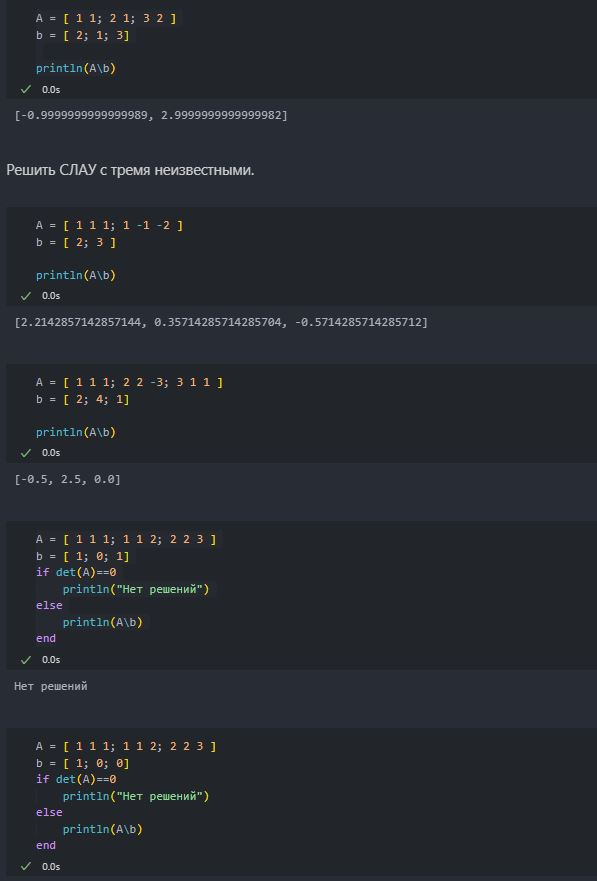 A = [ 1 1; 2 1; 3 2 ]
b = [ 2; 1; 3]
println(A\b)
0.0s
[-0.9999999999999989, 2.9999999999999982]
Решить СЛАУ с тремя неизвестными.
A = [ 1 1 1; 1 -1 -2 ]
b = [ 2; 3 ]
println(A\b)
0.0s
[2.2142857142857144, 0.35714285714285704, -0.5714285714285712]
A = [ 1 1 1; 2 2 -3; 3 1 1 ]
b = [ 2; 4; 1]
println(A\b)
0.0s
[-0.5, 2.5, 0.0]
A = [ 1 1 1; 1 1 2; 2 2 3 ]
b = [ 1; 0; 1]
if det(A)==0
    println("Нет решений")
else
    println(A\b)
end
0.0s
Нет решений
A = [ 1 1 1; 1 1 2; 2 2 3 ]
b = [ 1; 0; 0]
if det(A)==0
    println("Нет решений")
else
    println(A\b)
end
0.0s